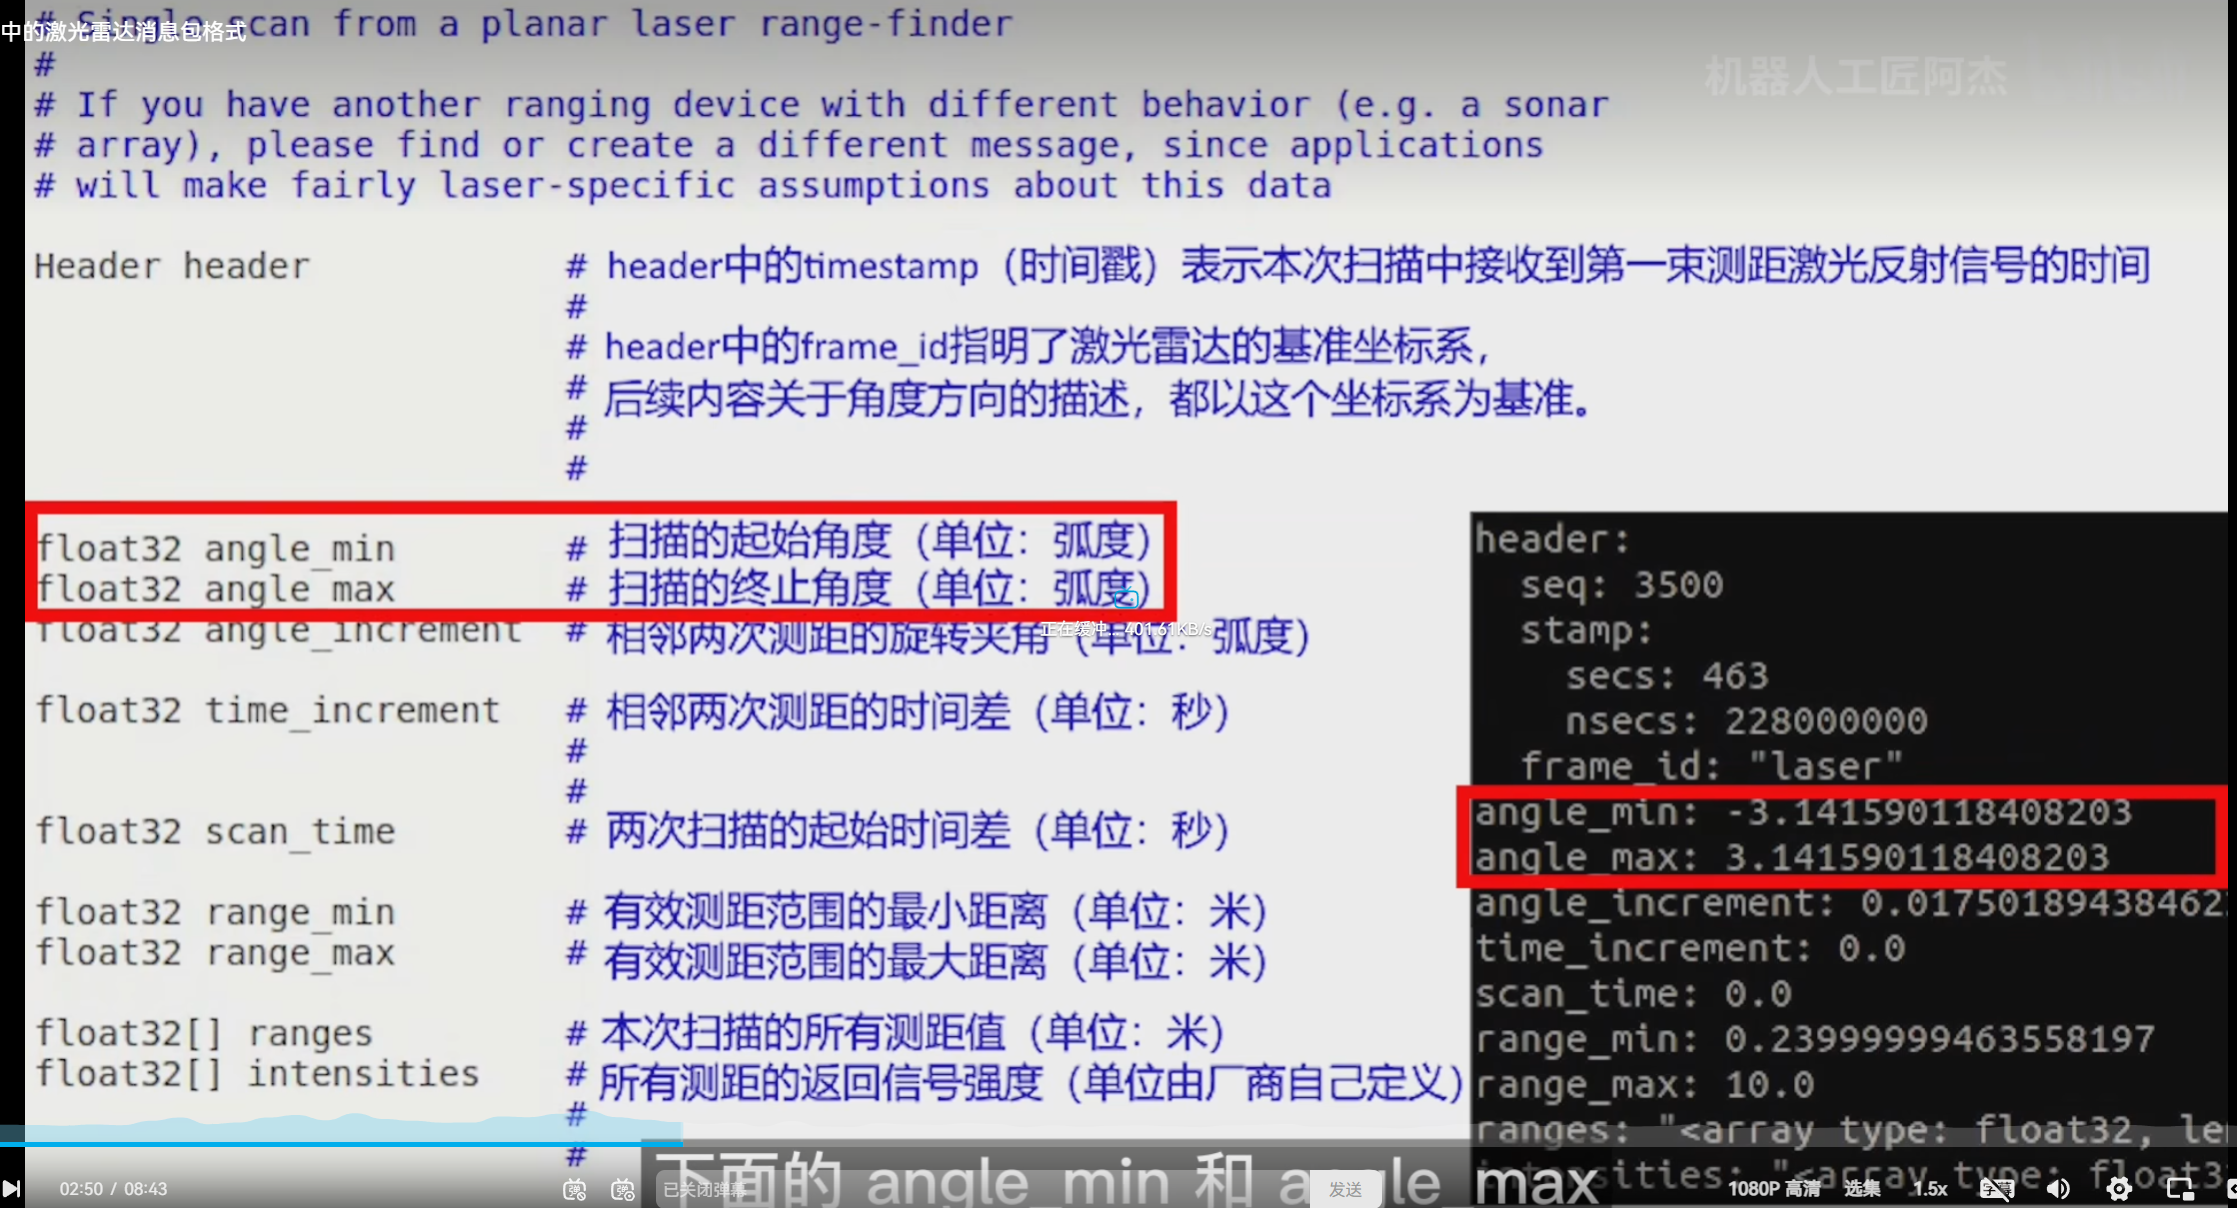 # Single scan from a planar laser range-finder
中的激光雷达消息包格式
机器人工匠阿杰
#
# If you have another ranging device with different behavior (e.g. a sonar
# array), please find or create a different message, since applications
# will make fairly laser-specific assumptions about this data
Header header # header中的timestamp（时间戳）表示本次扫描中接收到第一束测距激光反射信号的时间
#
# header中的frame_id指明了激光雷达的基准坐标系，
# 后续内容关于角度方向的描述，都以这个坐标系为基准。
#
#
float32 angle_min # 扫描的起始角度（单位：弧度）
float32 angle_max # 扫描的终止角度（单位：弧度）
float32 angle_increment # 相邻两次测距的旋转夹角（单位：弧度）
正在缓冲... 401.61KB/s
float32 time_increment # 相邻两次测距的时间差（单位：秒）
#
#
float32 scan_time # 两次扫描的起始时间差（单位：秒）
float32 range_min # 有效测距范围的最小距离（单位：米）
float32 range_max # 有效测距范围的最大距离（单位：米）
float32[] ranges # 本次扫描的所有测距值（单位：米）
float32[] intensities # 所有测距的返回信号强度（单位由厂商自己定义）
#
#
header:
seq: 3500
stamp:
secs: 463
nsecs: 228000000
frame_id: "laser"
angle_min: -3.141590118408203
angle_max: 3.141590118408203
angle_increment: 0.01750189438462
time_increment: 0.0
scan_time: 0.0
range_min: 0.23999999463558197
range_max: 10.0
ranges: "<array type: float32, le
intensities: "<array type: float3
下面的 angle_min 和 angle_max
02:50 / 08:43
已关闭弹幕
发送
1080P 高清 选集 1.5x 字幕